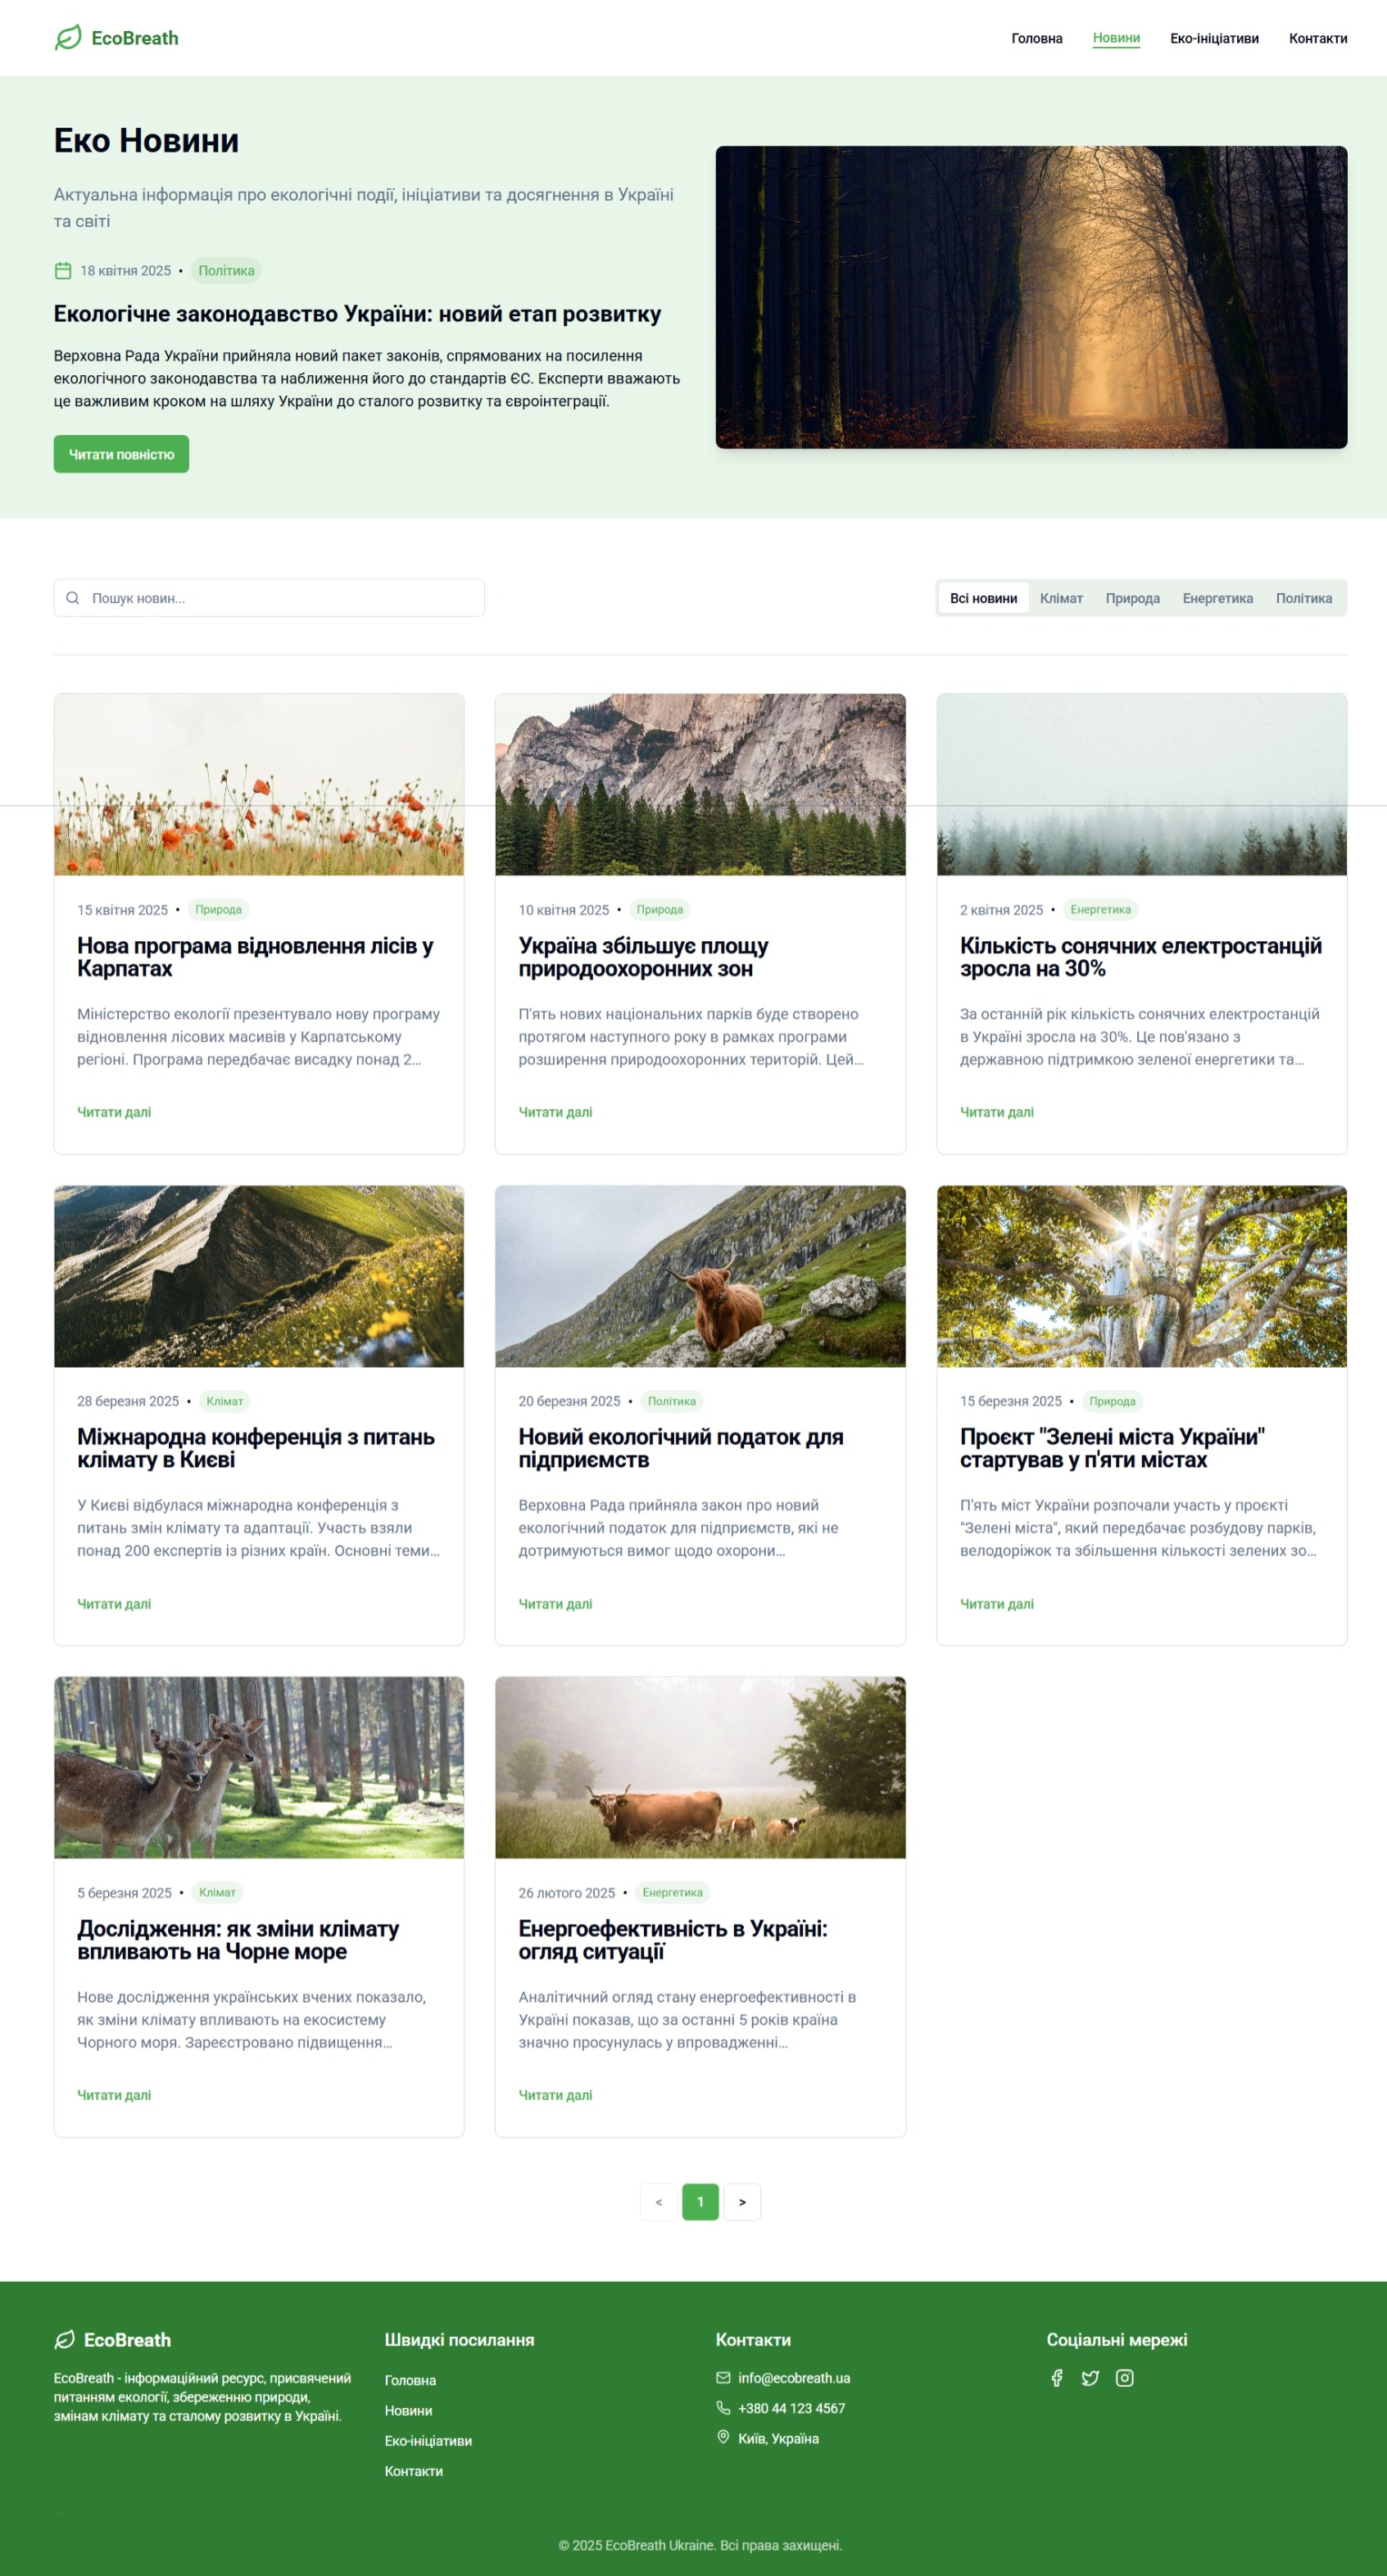 EcoBreath
Головна
Новини
Еко-ініціативи
Контакти
Еко Новини
Актуальна інформація про екологічні події, ініціативи та досягнення в Україні
та світі
18 квітня 2025 • Політика
Екологічне законодавство України: новий етап розвитку
Верховна Рада України прийняла новий пакет законів, спрямованих на посилення
екологічного законодавства та наближення його до стандартів ЄС. Експерти вважають
це важливим кроком на шляху України до сталого розвитку та євроінтеграції.
Читати повністю
Пошук новин...
Всі новини
Клімат
Природа
Енергетика
Політика
15 квітня 2025 • Природа
Нова програма відновлення лісів у
Карпатах
Міністерство екології презентувало нову програму
відновлення лісових масивів у Карпатському
регіоні. Програма передбачає висадку понад 2...
Читати далі
10 квітня 2025 • Природа
Україна збільшує площу
природоохоронних зон
П'ять нових національних парків буде створено
протягом наступного року в рамках програми
розширення природоохоронних територій. Цей...
Читати далі
2 квітня 2025 • Енергетика
Кількість сонячних електростанцій
зросла на 30%
За останній рік кількість сонячних електростанцій
в Україні зросла на 30%. Це пов'язано з
державною підтримкою зеленої енергетики та...
Читати далі
28 березня 2025 • Клімат
Міжнародна конференція з питань
клімату в Києві
У Києві відбулася міжнародна конференція з
питань змін клімату та адаптації. Участь взяли
понад 200 експертів із різних країн. Основні теми...
Читати далі
20 березня 2025 • Політика
Новий екологічний податок для
підприємств
Верховна Рада прийняла закон про новий
екологічний податок для підприємств, які не
дотримуються вимог щодо охорони...
Читати далі
15 березня 2025 • Природа
Проєкт "Зелені міста України"
стартував у п'яти містах
П'ять міст України розпочали участь у проєкті
"Зелені міста", який передбачає розбудову парків,
велодоріжок та збільшення кількості зелених зо...
Читати далі
5 березня 2025 • Клімат
Дослідження: як зміни клімату
впливають на Чорне море
Нове дослідження українських вчених показало,
як зміни клімату впливають на екосистему
Чорного моря. Зареєстровано підвищення...
Читати далі
26 лютого 2025 • Енергетика
Енергоефективність в Україні:
огляд ситуації
Аналітичний огляд стану енергоефективності в
Україні показав, що за останні 5 років країна
значно просунулась у впровадженні...
Читати далі
< 1 >
EcoBreath
EcoBreath - інформаційний ресурс, присвячений
питанням екології, збереженню природи,
змінам клімату та сталому розвитку в Україні.
Швидкі посилання
Головна
Новини
Еко-ініціативи
Контакти
Контакти
info@ecobreath.ua
+380 44 123 4567
Київ, Україна
Соціальні мережі
© 2025 EcoBreath Ukraine. Всі права захищені.